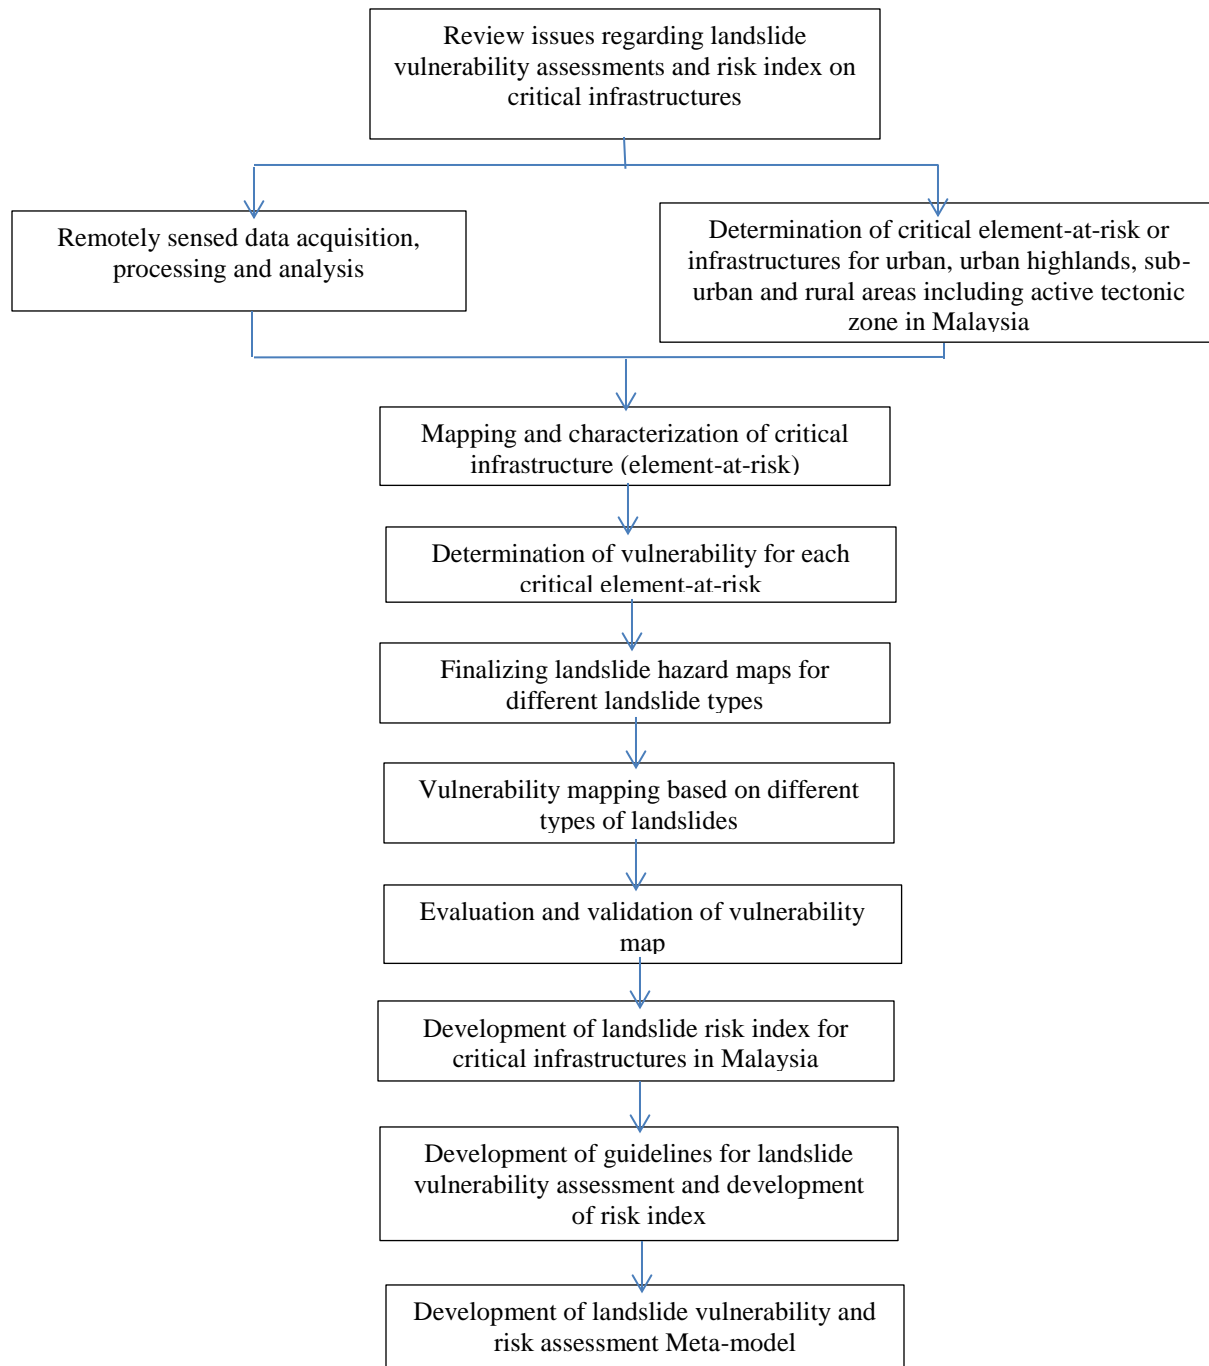 Review issues regarding landslide
vulnerability assessments and risk index on
critical infrastructures
Remotely sensed data acquisition,
processing and analysis
Determination of critical element-at-risk or
infrastructures for urban, urban highlands, sub-
urban and rural areas including active tectonic
zone in Malaysia
Mapping and characterization of critical
infrastructure (element-at-risk)
Determination of vulnerability for each
critical element-at-risk
Finalizing landslide hazard maps for
different landslide types
Vulnerability mapping based on different
types of landslides
Evaluation and validation of vulnerability
map
Development of landslide risk index for
critical infrastructures in Malaysia
Development of guidelines for landslide
vulnerability assessment and development
of risk index
Development of landslide vulnerability and
risk assessment Meta-model